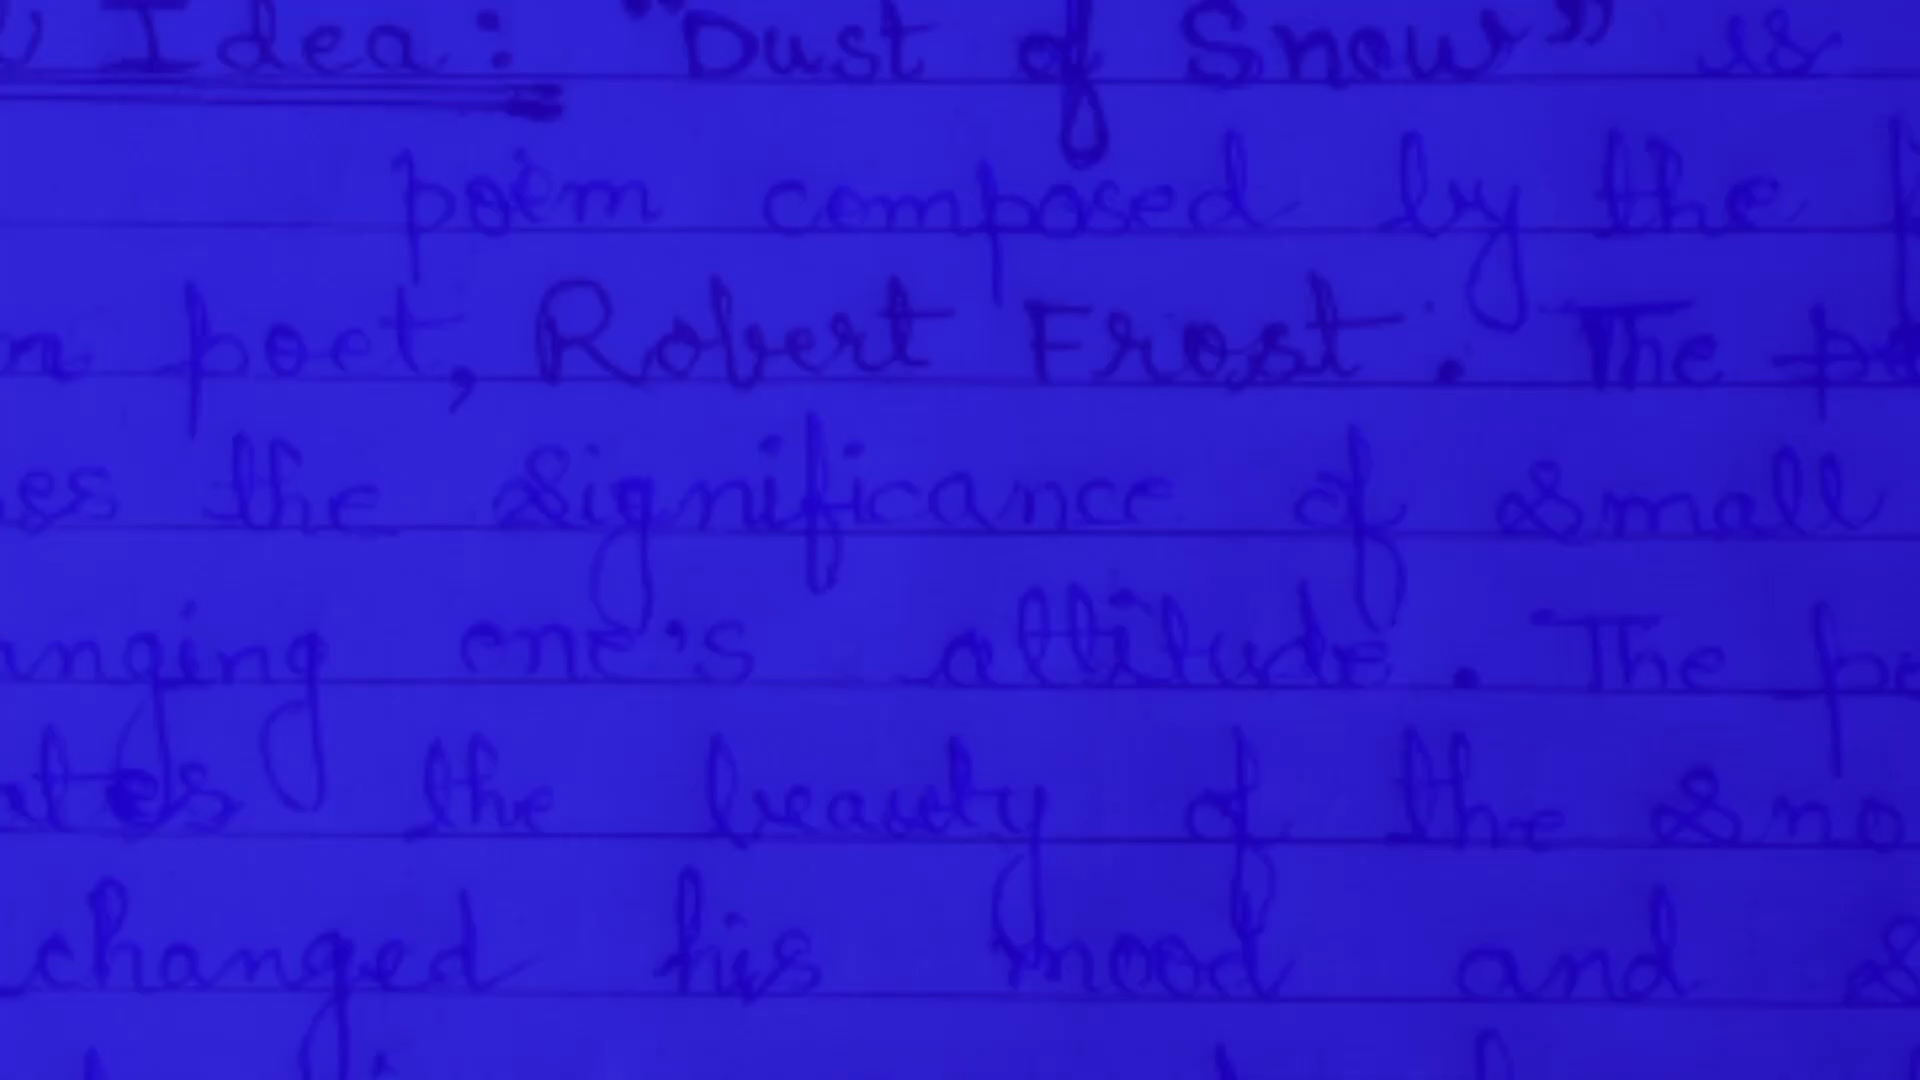 Idea: "Dust of Snow" is
poem composed by the
poet, Robert Frost. The
the significance of small
one's attitude. The
the beauty of the sno
changed his mood and